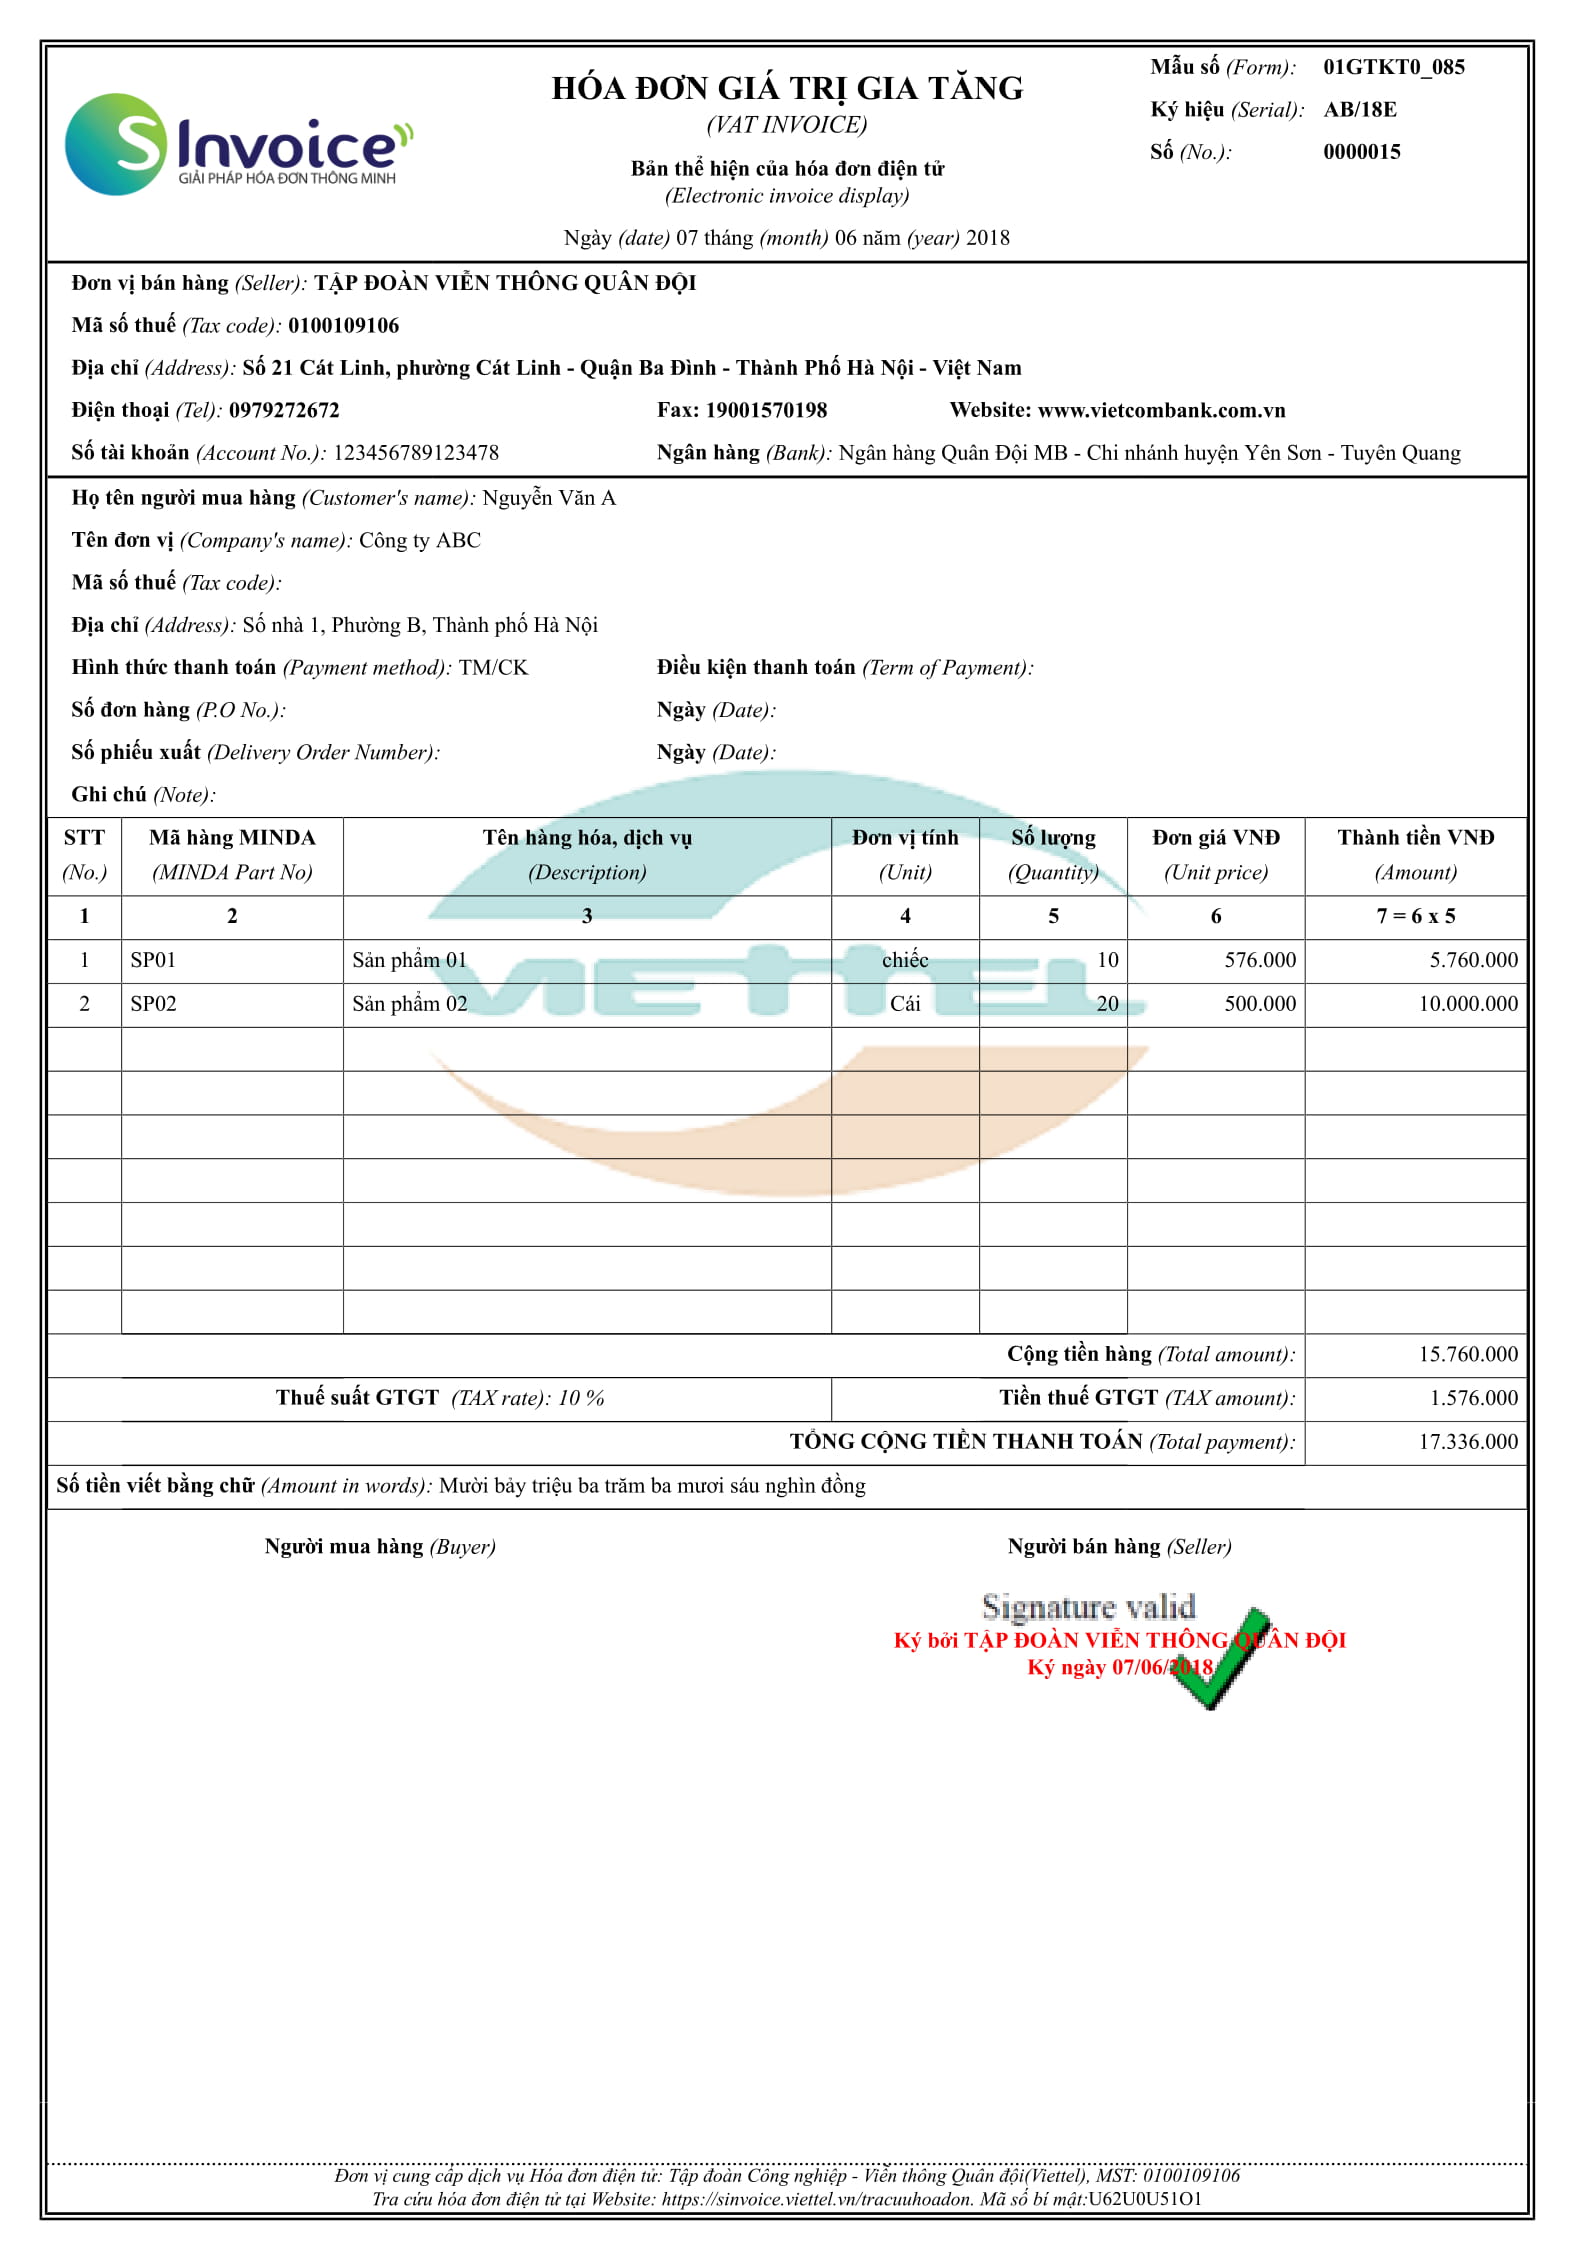 S Invoice
GIẢI PHÁP HÓA ĐƠN THÔNG MINH
HÓA ĐƠN GIÁ TRỊ GIA TĂNG
(VAT INVOICE)
Bản thể hiện của hóa đơn điện tử
(Electronic invoice display)
Ngày (date) 07 tháng (month) 06 năm (year) 2018
Mẫu số (Form): 01GTKT0_085
Ký hiệu (Serial): AB/18E
Số (No.): 0000015
Đơn vị bán hàng (Seller): TẬP ĐOÀN VIỄN THÔNG QUÂN ĐỘI
Mã số thuế (Tax code): 0100109106
Địa chỉ (Address): Số 21 Cát Linh, phường Cát Linh - Quận Ba Đình - Thành Phố Hà Nội - Việt Nam
Điện thoại (Tel): 0979272672 Fax: 19001570198 Website: www.vietcombank.com.vn
Số tài khoản (Account No.): 123456789123478 Ngân hàng (Bank): Ngân hàng Quân Đội MB - Chi nhánh huyện Yên Sơn - Tuyên Quang
Họ tên người mua hàng (Customer's name): Nguyễn Văn A
Tên đơn vị (Company's name): Công ty ABC
Mã số thuế (Tax code):
Địa chỉ (Address): Số nhà 1, Phường B, Thành phố Hà Nội
Hình thức thanh toán (Payment method): TM/CK Điều kiện thanh toán (Term of Payment):
Số đơn hàng (P.O No.): Ngày (Date):
Số phiếu xuất (Delivery Order Number): Ngày (Date):
Ghi chú (Note):
STT Mã hàng MINDA Tên hàng hóa, dịch vụ Đơn vị tính Số lượng Đơn giá VNĐ Thành tiền VNĐ
(No.) (MINDA Part No) (Description) (Unit) (Quantity) (Unit price) (Amount)
1 2 3 4 5 6 7 = 6 x 5
1 SP01 Sản phẩm 01 chiếc 10 576.000 5.760.000
2 SP02 Sản phẩm 02 Cái 20 500.000 10.000.000
VIETTEL
Cộng tiền hàng (Total amount): 15.760.000
Thuế suất GTGT (TAX rate): 10 % Tiền thuế GTGT (TAX amount): 1.576.000
TỔNG CỘNG TIỀN THANH TOÁN (Total payment): 17.336.000
Số tiền viết bằng chữ (Amount in words): Mười bảy triệu ba trăm ba mươi sáu nghìn đồng
Người mua hàng (Buyer) Người bán hàng (Seller)
Signature valid
Ký bởi TẬP ĐOÀN VIỄN THÔNG QUÂN ĐỘI
Ký ngày 07/06/2018
Đơn vị cung cấp dịch vụ Hóa đơn điện tử: Tập đoàn Công nghiệp - Viễn thông Quân đội(Viettel), MST: 0100109106
Tra cứu hóa đơn điện tử tại Website: https://sinvoice.viettel.vn/tracuuhoadon. Mã số bí mật:U62U0U51O1